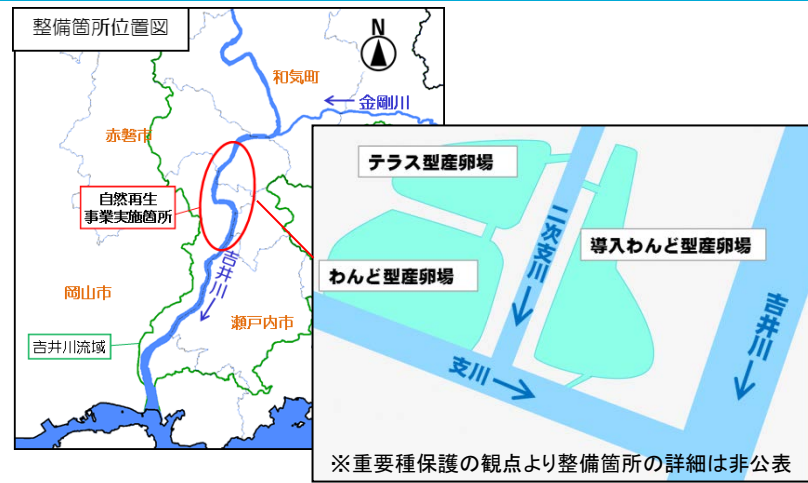 整備箇所位置図
N
和気町
金剛川
赤磐市
自然再生
事業実施箇所
吉井川
岡山市
瀬戸内市
吉井川流域
テラス型産卵場
二次支川
導入わんど型産卵場
わんど型産卵場
吉井川
支川
※重要種保護の観点より整備箇所の詳細は非公表